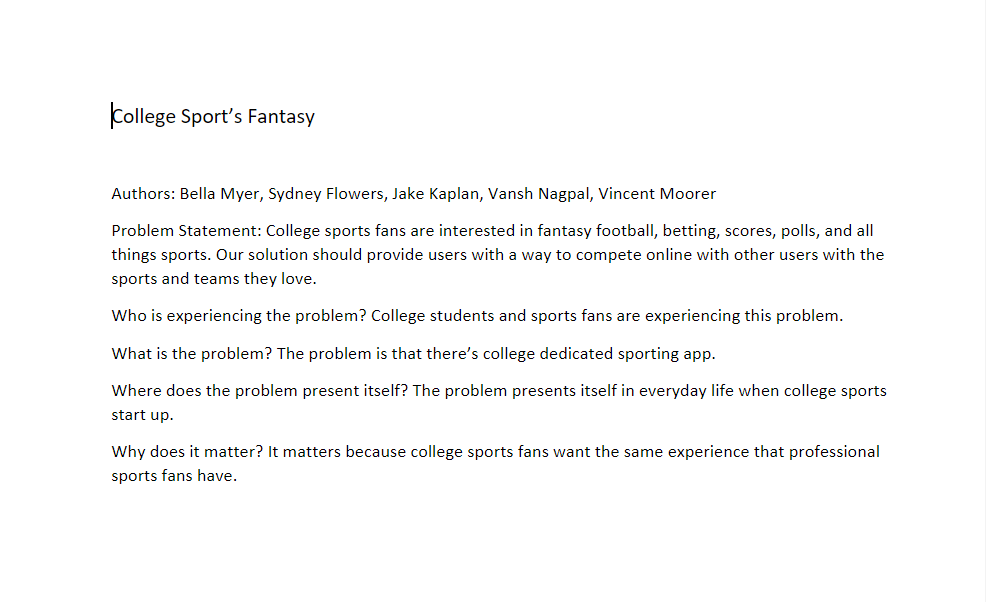 College Sport’s Fantasy
Authors: Bella Myer, Sydney Flowers, Jake Kaplan, Vansh Nagpal, Vincent Moorer
Problem Statement: College sports fans are interested in fantasy football, betting, scores, polls, and all
things sports. Our solution should provide users with a way to compete online with other users with the
sports and teams they love.
Who is experiencing the problem? College students and sports fans are experiencing this problem.
What is the problem? The problem is that there’s college dedicated sporting app.
Where does the problem present itself? The problem presents itself in everyday life when college sports
start up.
Why does it matter? It matters because college sports fans want the same experience that professional
sports fans have.